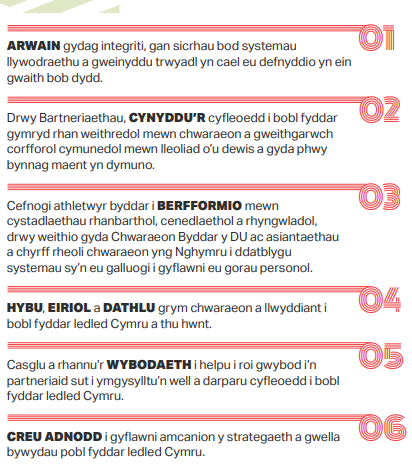 01
ARWAIN gydag integriti, gan sicrhau bod systemau
llywodraethu a gweinyddu trwyadl yn cael eu defnyddio yn ein
gwaith bob dydd.
02
Drwy Bartneriaethau, CYNYDDU’R cyfleoedd i bobl fyddar
gymryd rhan weithredol mewn chwaraeon a gweithgarwch
corfforol cymunedol mewn lleoliad o’u dewis a gyda phwy
bynnag maent yn dymuno.
03
Cefnogi athletwyr byddar i BERFFORMIO mewn
cystadlaethau rhanbarthol, cenedlaethol a rhyngwladol,
drwy weithio gyda Chwaraeon Byddar y DU ac asiantaethau
a chyrff rheoli chwaraeon yng Nghymru i ddatblygu
systemau sy’n eu galluogi i gyflawni eu gorau personol.
04
HYBU, EIRIOL a DATHLU grym chwaraeon a llwyddiant i
bobl fyddar ledled Cymru a thu hwnt.
05
Casglu a rhannu’r WYBODAETH i helpu i roi gwybod i’n
partneriaid sut i ymgysylltu’n well a darparu cyfleoedd i bobl
fyddar ledled Cymru.
06
CREU ADNODD i gyflawni amcanion y strategaeth a gwella
bywydau pobl fyddar ledled Cymru.